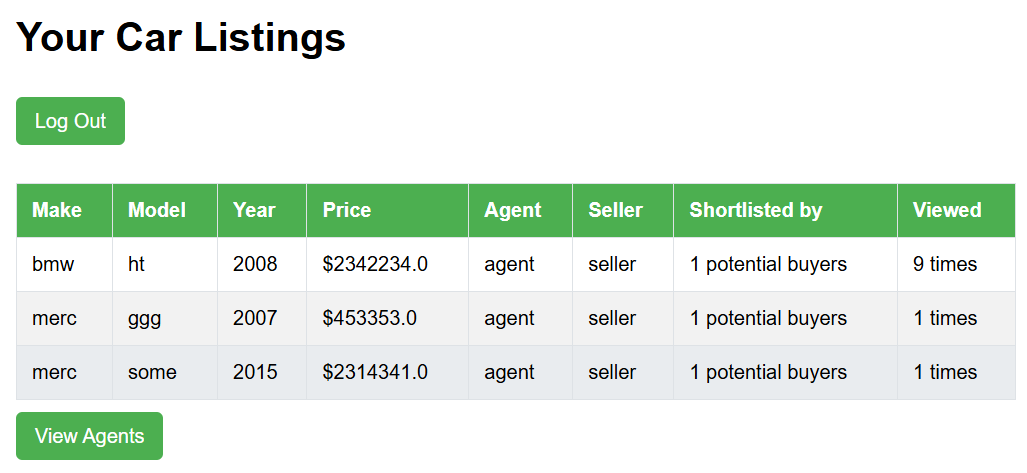 Your Car Listings
Log Out
Make Model Year Price Agent Seller Shortlisted by Viewed
bmw ht 2008 $2342234.0 agent seller 1 potential buyers 9 times
merc ggg 2007 $453353.0 agent seller 1 potential buyers 1 times
merc some 2015 $2314341.0 agent seller 1 potential buyers 1 times
View Agents